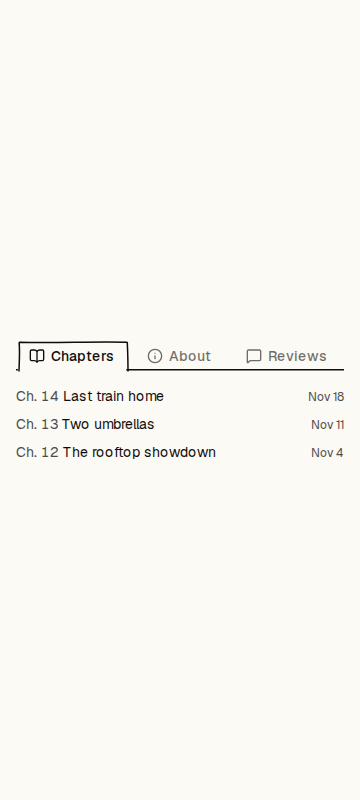 Chapters About Reviews
Ch. 14 Last train home Nov 18
Ch. 13 Two umbrellas Nov 11
Ch. 12 The rooftop showdown Nov 4